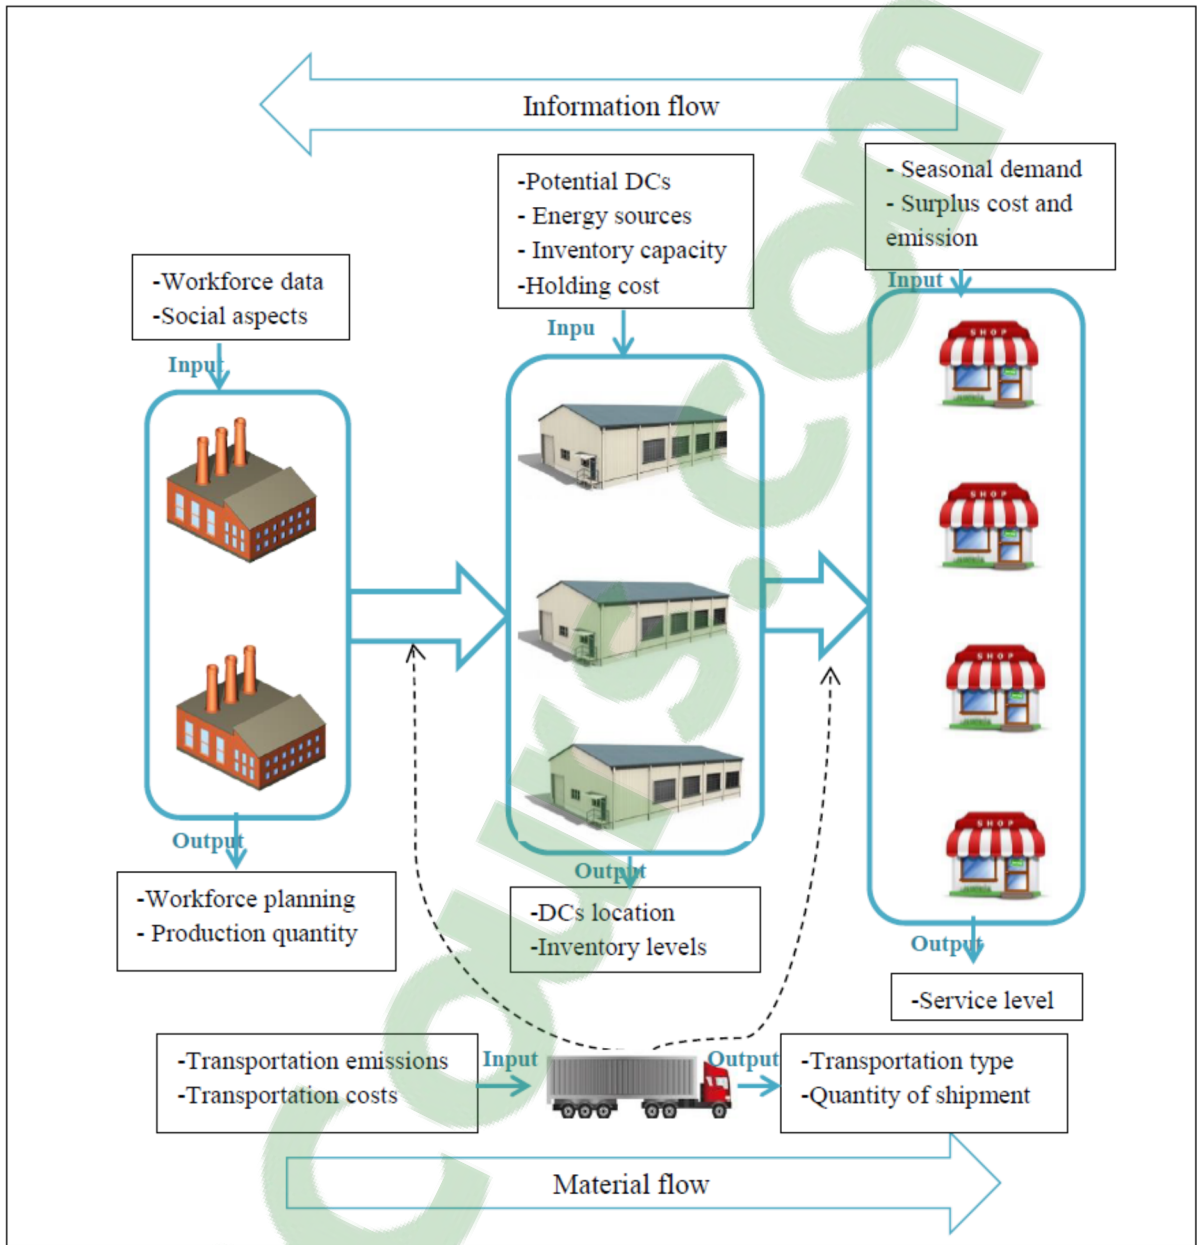 Information flow
-Potential DCs
- Energy sources
- Inventory capacity
-Holding cost
- Seasonal demand
- Surplus cost and
emission
-Workforce data
-Social aspects
Input
Inpu
Input
SHOP
SHOP
SHOP
SHOP
Output
Output
Output
-Workforce planning
- Production quantity
-DCs location
-Inventory levels
-Service level
-Transportation emissions
-Transportation costs
Input
Output
-Transportation type
-Quantity of shipment
Material flow
Cours.com